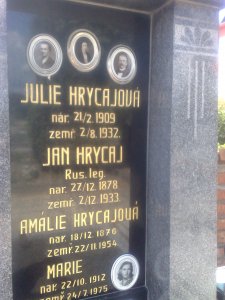 JULIE HRYCAJOVÁ
nar. 21/2. 1909
zemř. 2/8. 1932.
JAN HRYCAJ
Rus. leg.
nar. 27/12. 1878
zemř. 2/12. 1933.
AMÁLIE HRYCAJOVÁ
nar. 18/12. 1876
zemř. 22/11. 1954.
MARIE
nar. 22/10. 1912
zemř. 24/7. 1975